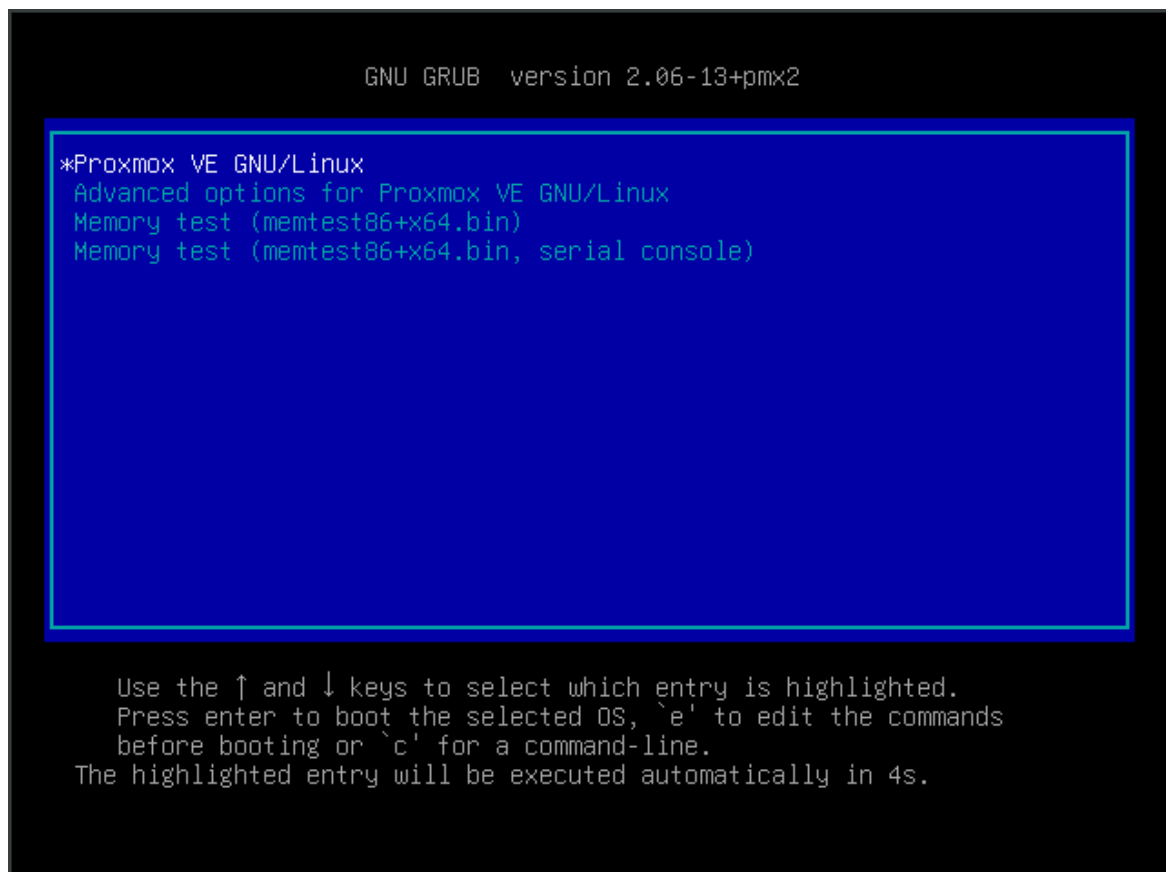 GNU GRUB  version 2.06-13+pmx2
*Proxmox VE GNU/Linux
Advanced options for Proxmox VE GNU/Linux
Memory test (memtest86+x64.bin)
Memory test (memtest86+x64.bin, serial console)
Use the ↑ and ↓ keys to select which entry is highlighted.
Press enter to boot the selected OS, `e' to edit the commands
before booting or `c' for a command-line.
The highlighted entry will be executed automatically in 4s.